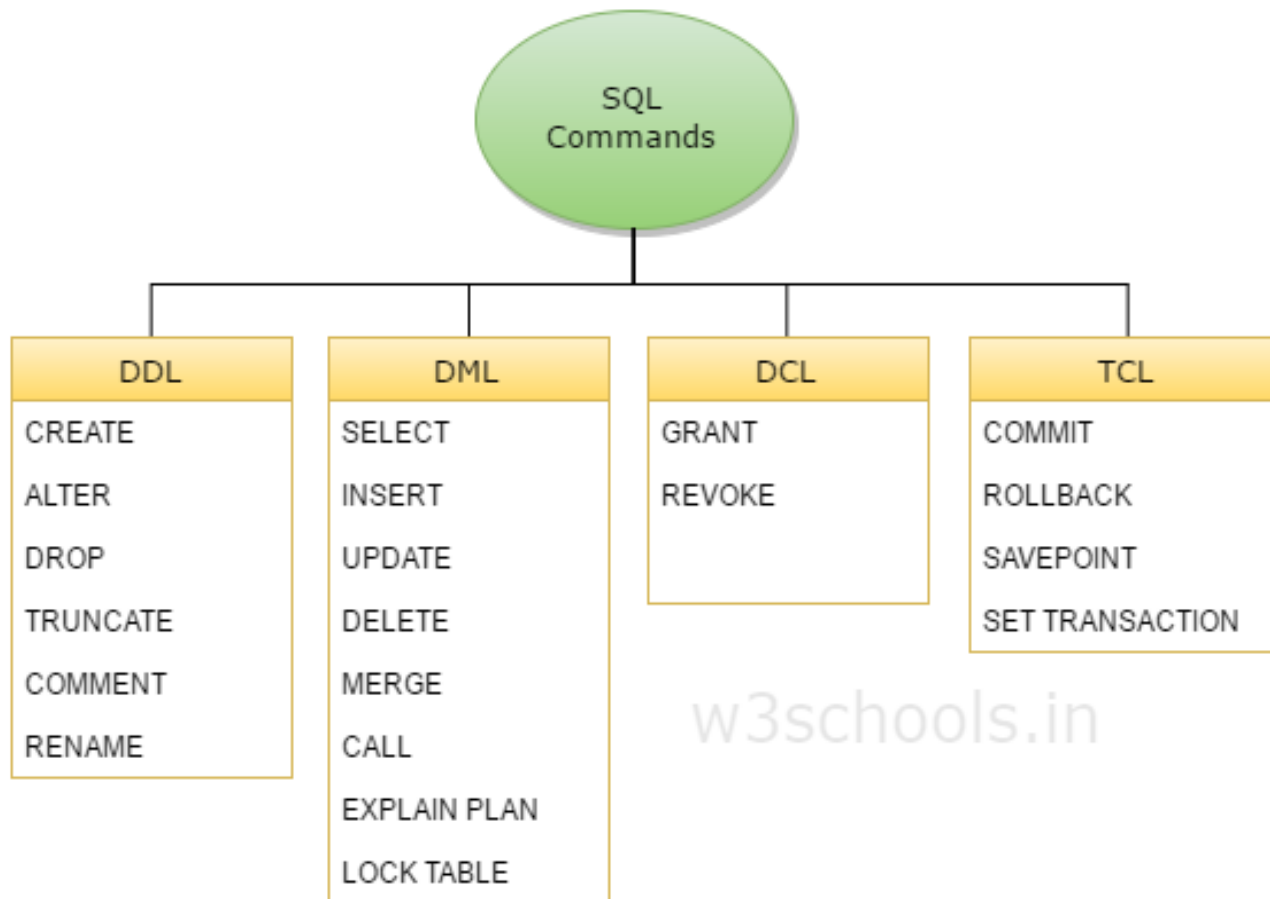 SQL
Commands
DDL
CREATE
ALTER
DROP
TRUNCATE
COMMENT
RENAME
DML
SELECT
INSERT
UPDATE
DELETE
MERGE
CALL
EXPLAIN PLAN
LOCK TABLE
DCL
GRANT
REVOKE
TCL
COMMIT
ROLLBACK
SAVEPOINT
SET TRANSACTION
w3schools.in